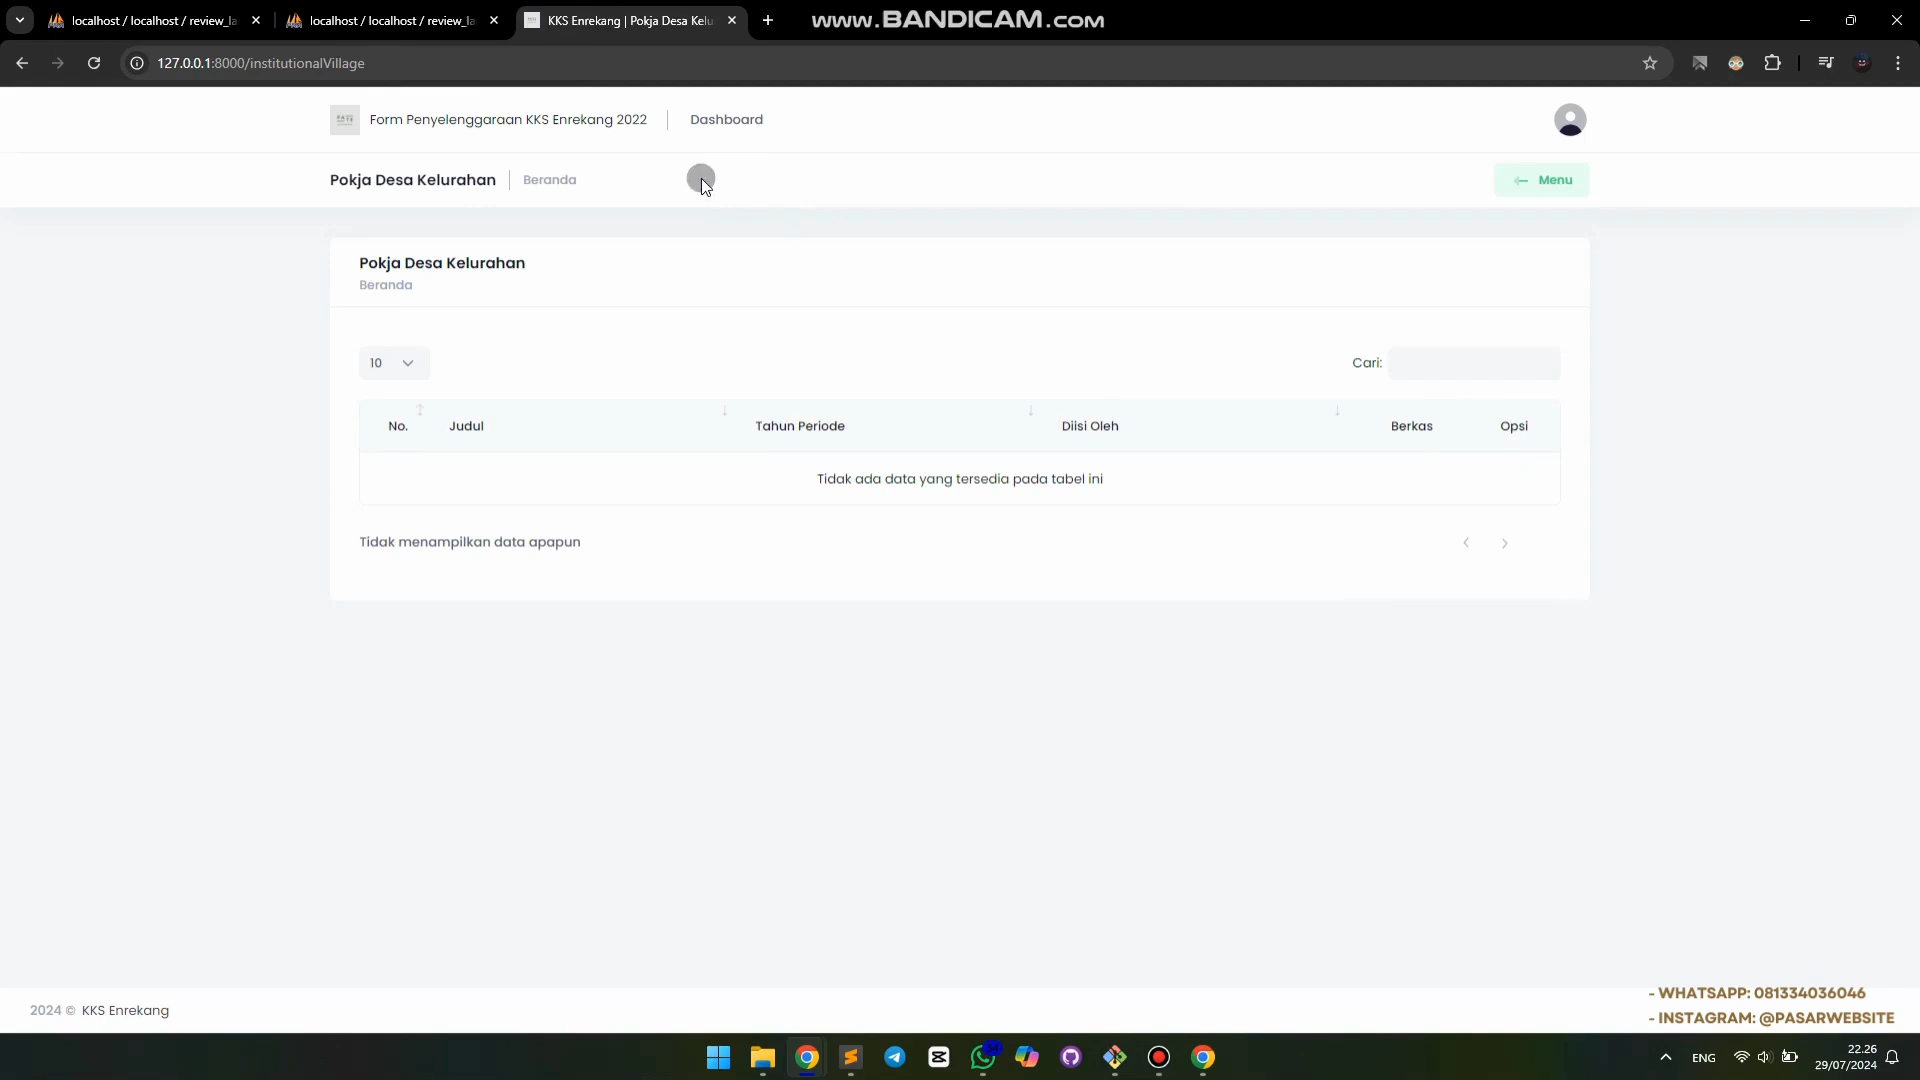 localhost / localhost / review_la
localhost / localhost / review_la
KKS Enrekang | Pokja Desa Kelu
www.BANDICAM.com
127.0.0.1:8000/institutionalVillage
Form Penyelenggaraan KKS Enrekang 2022
Dashboard
Pokja Desa Kelurahan
Beranda
Menu
Pokja Desa Kelurahan
Beranda
10
Cari:
No. Judul Tahun Periode Diisi Oleh Berkas Opsi
Tidak ada data yang tersedia pada tabel ini
Tidak menampilkan data apapun
2024 © KKS Enrekang
- WHATSAPP: 081334036046
- INSTAGRAM: @PASARWEBSITE
ENG
22.26
29/07/2024